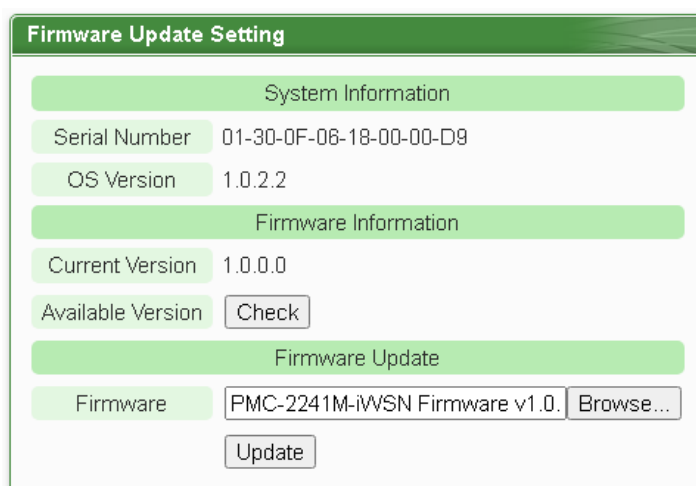 Firmware Update Setting
System Information
Serial Number 01-30-0F-06-18-00-00-D9
OS Version 1.0.2.2
Firmware Information
Current Version 1.0.0.0
Available Version Check
Firmware Update
Firmware PMC-2241M-iWSN Firmware v1.0. Browse...
Update